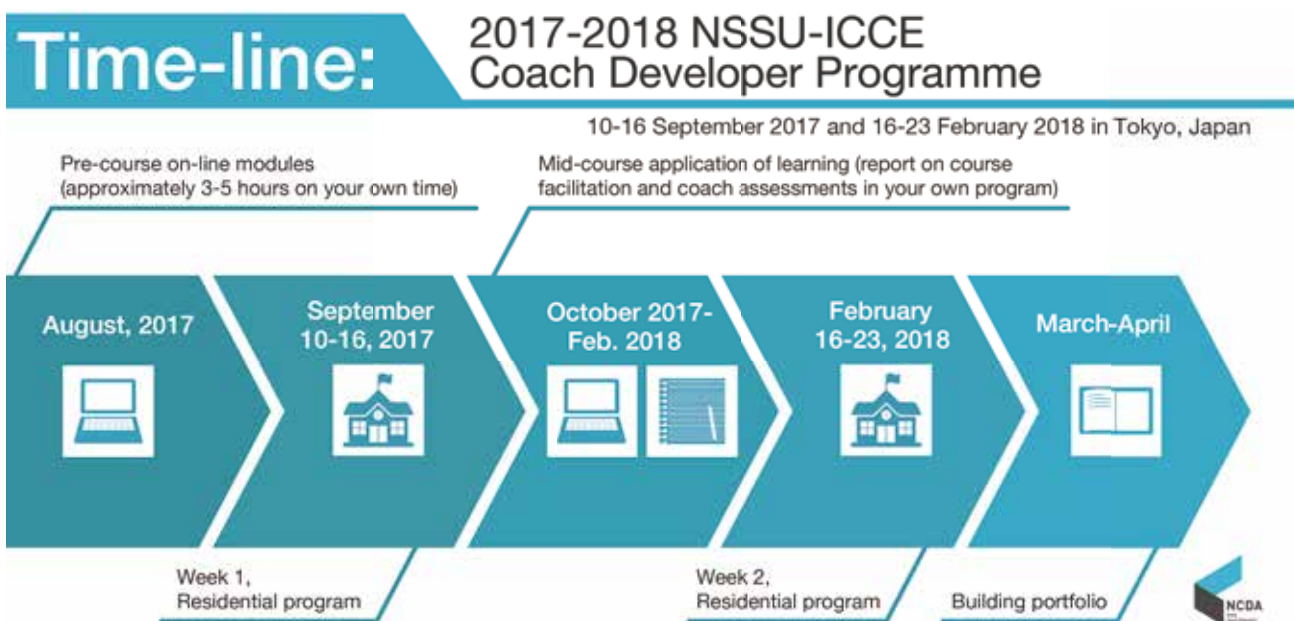 Time-line:
2017-2018 NSSU-ICCE
Coach Developer Programme
10-16 September 2017 and 16-23 February 2018 in Tokyo, Japan
Pre-course on-line modules
(approximately 3-5 hours on your own time)
Mid-course application of learning (report on course
facilitation and coach assessments in your own program)
August, 2017
September
10-16, 2017
October 2017-
Feb. 2018
February
16-23, 2018
March-April
Week 1,
Residential program
Week 2,
Residential program
Building portfolio
NCDA